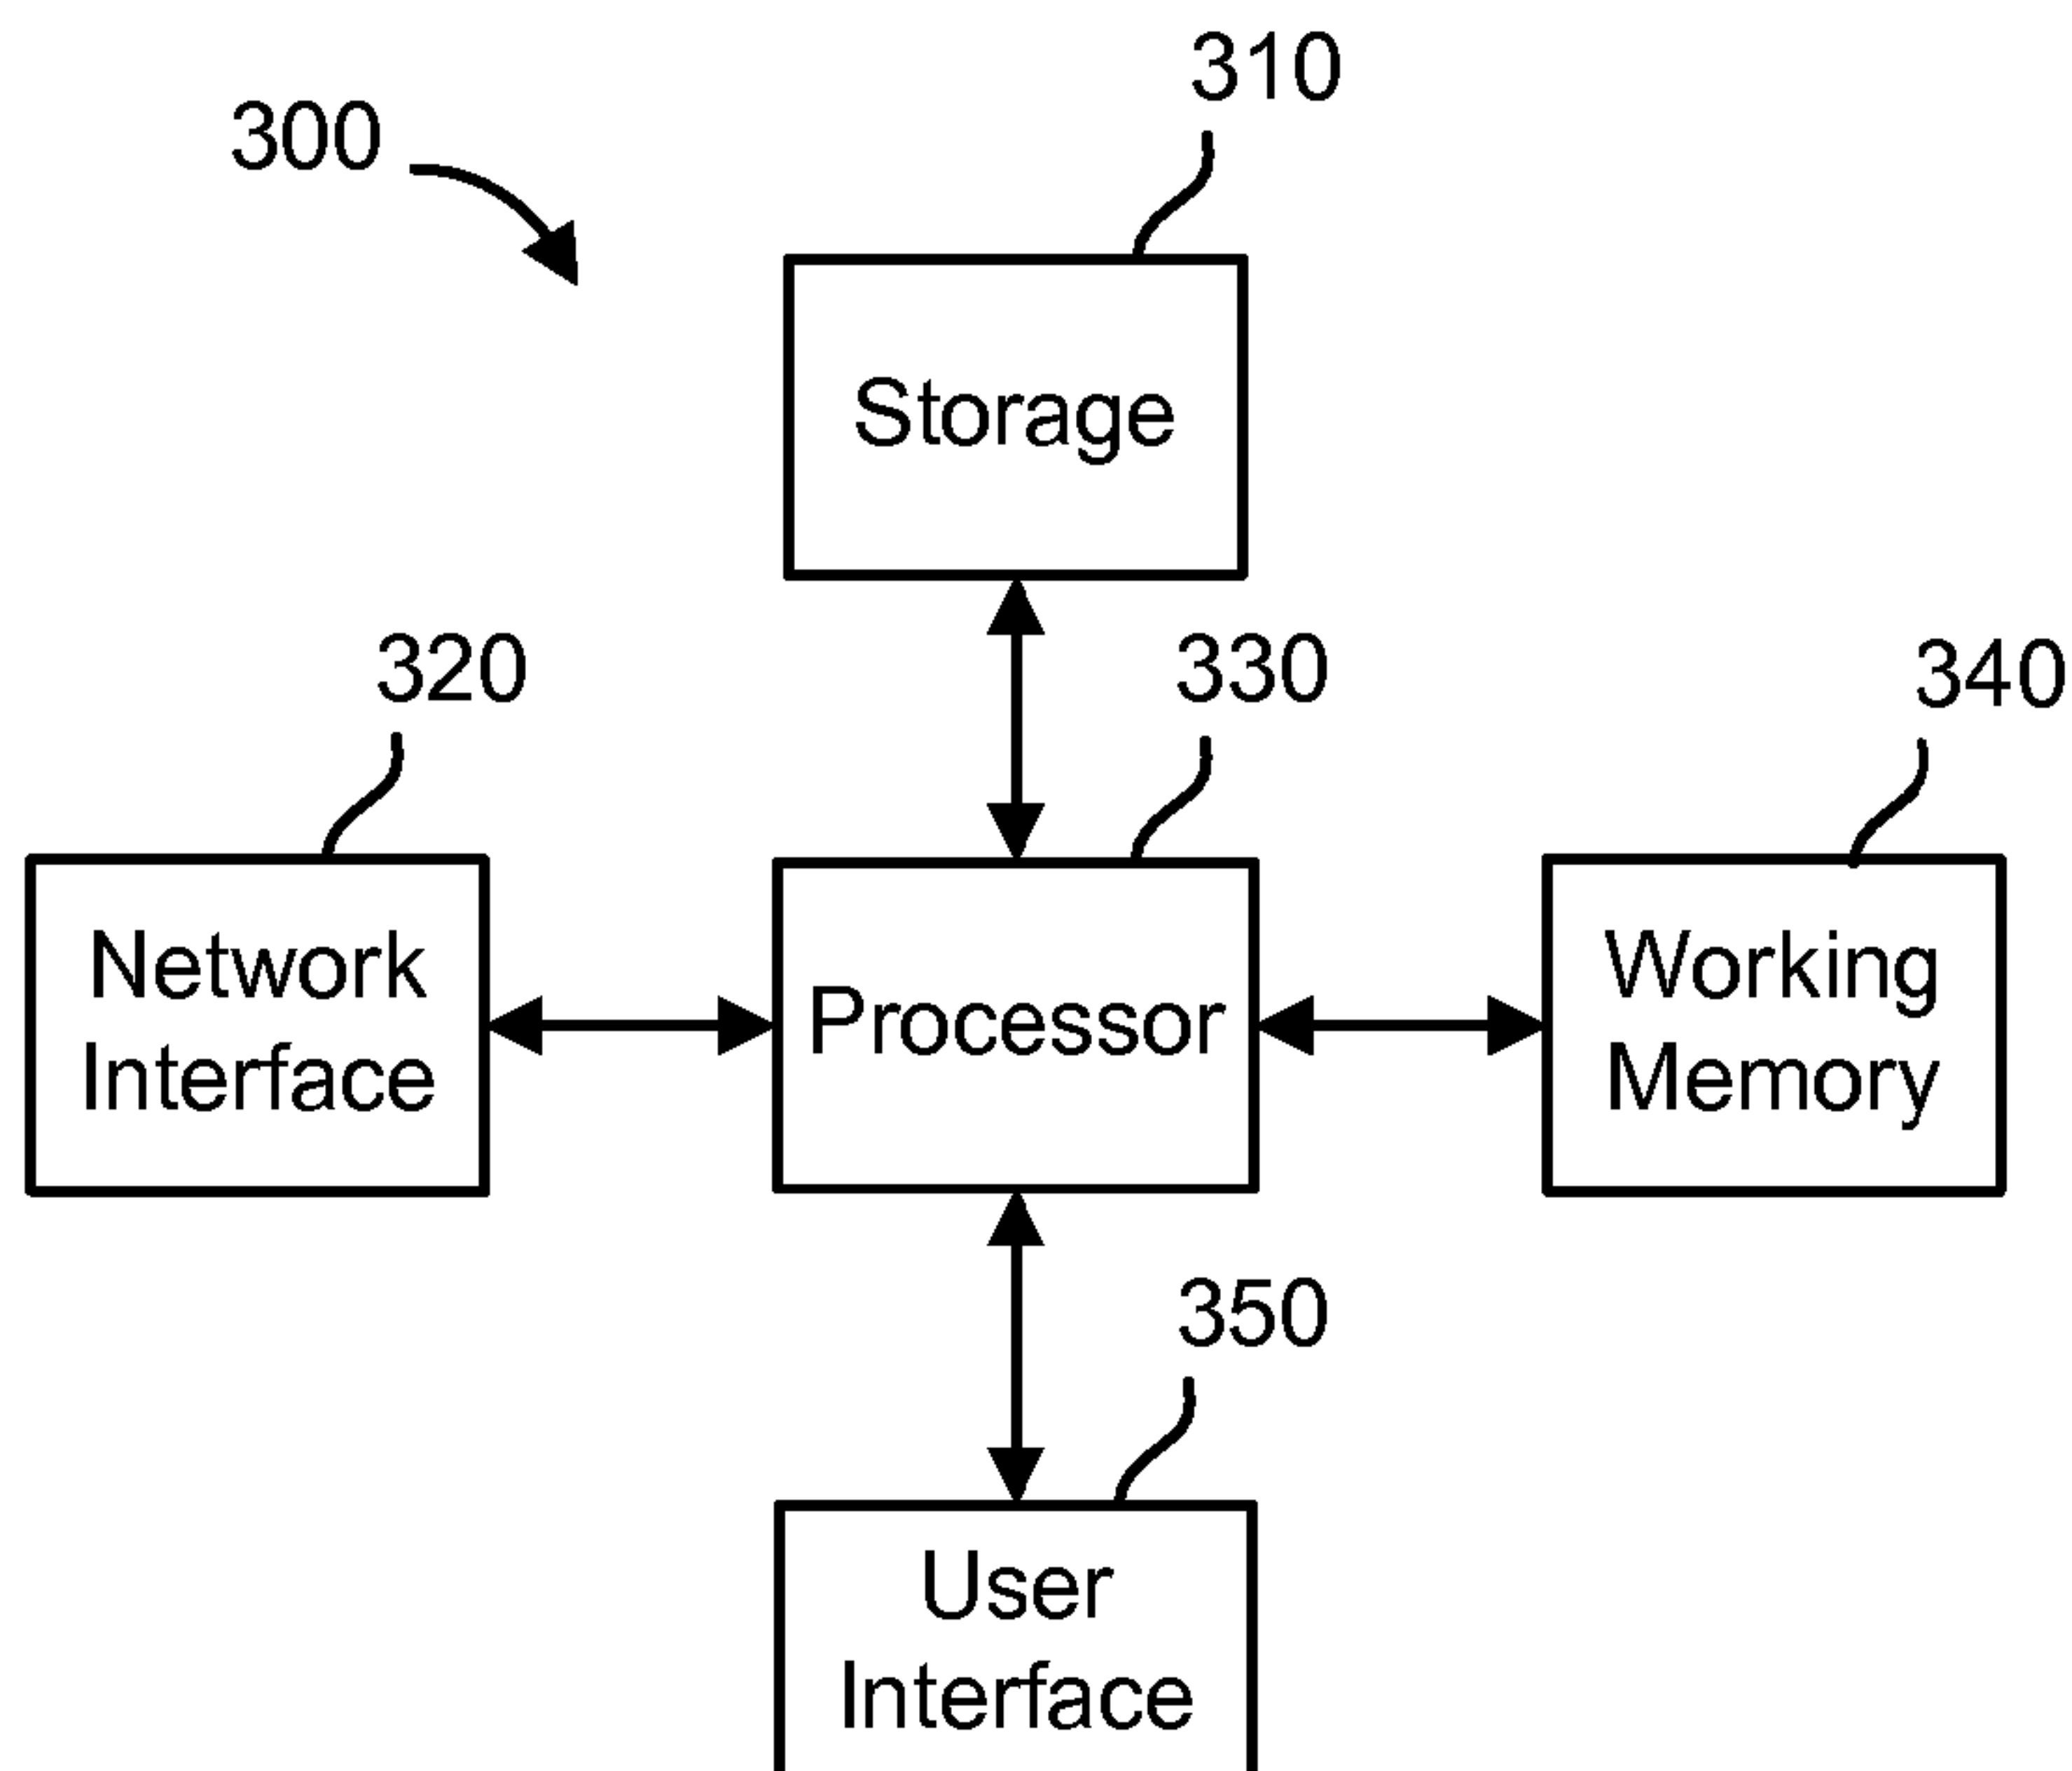 310
300
Storage
320
330
340
Network
Interface
Processor
Working
Memory
350
User
Interface